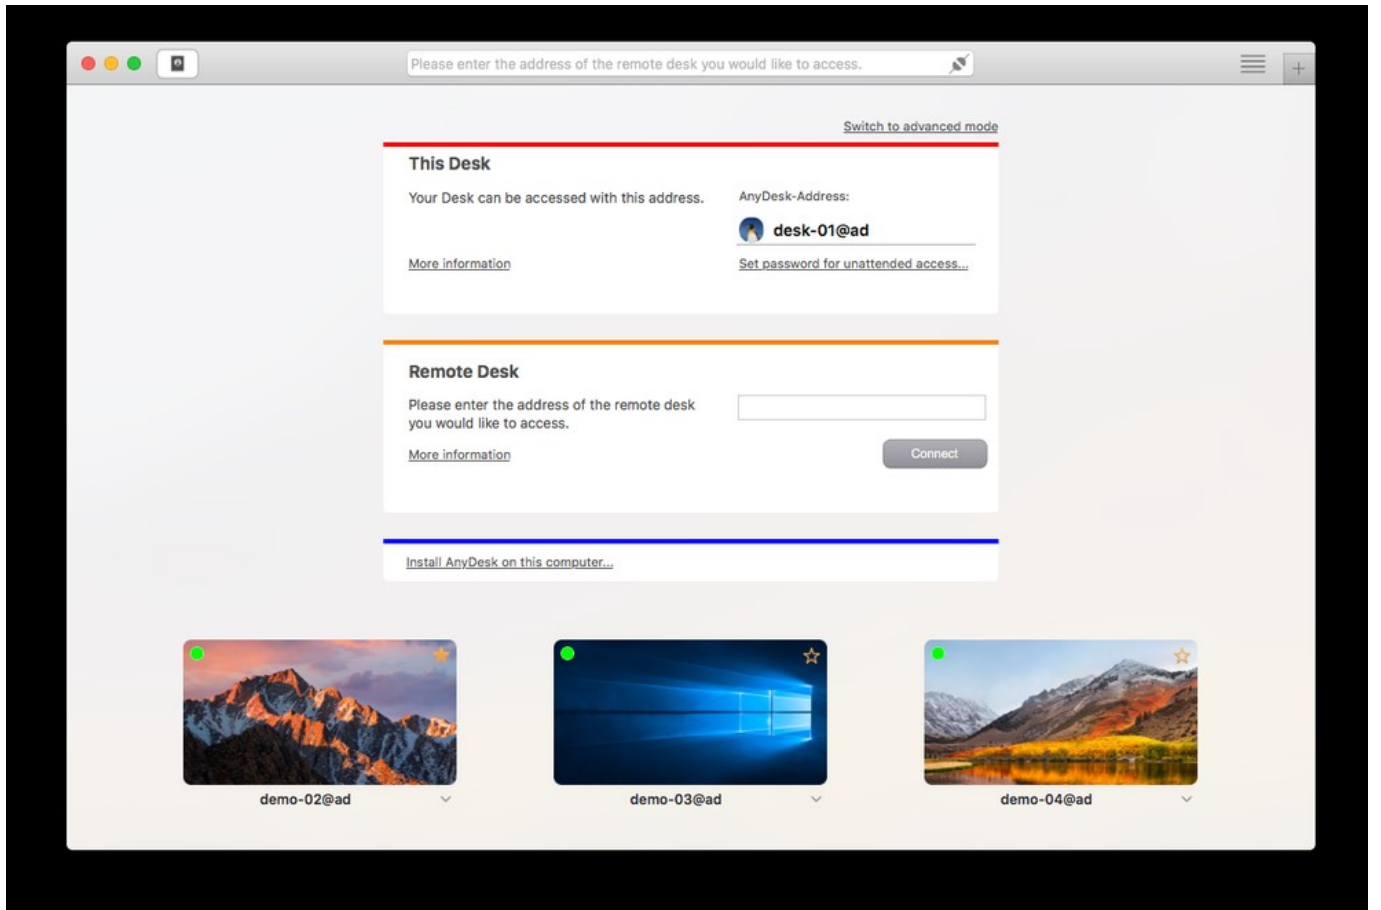 Please enter the address of the remote desk you would like to access.
Switch to advanced mode
This Desk
Your Desk can be accessed with this address.
AnyDesk-Address:
desk-01@ad
More information
Set password for unattended access...
Remote Desk
Please enter the address of the remote desk
you would like to access.
More information
Connect
Install AnyDesk on this computer...
demo-02@ad
demo-03@ad
demo-04@ad